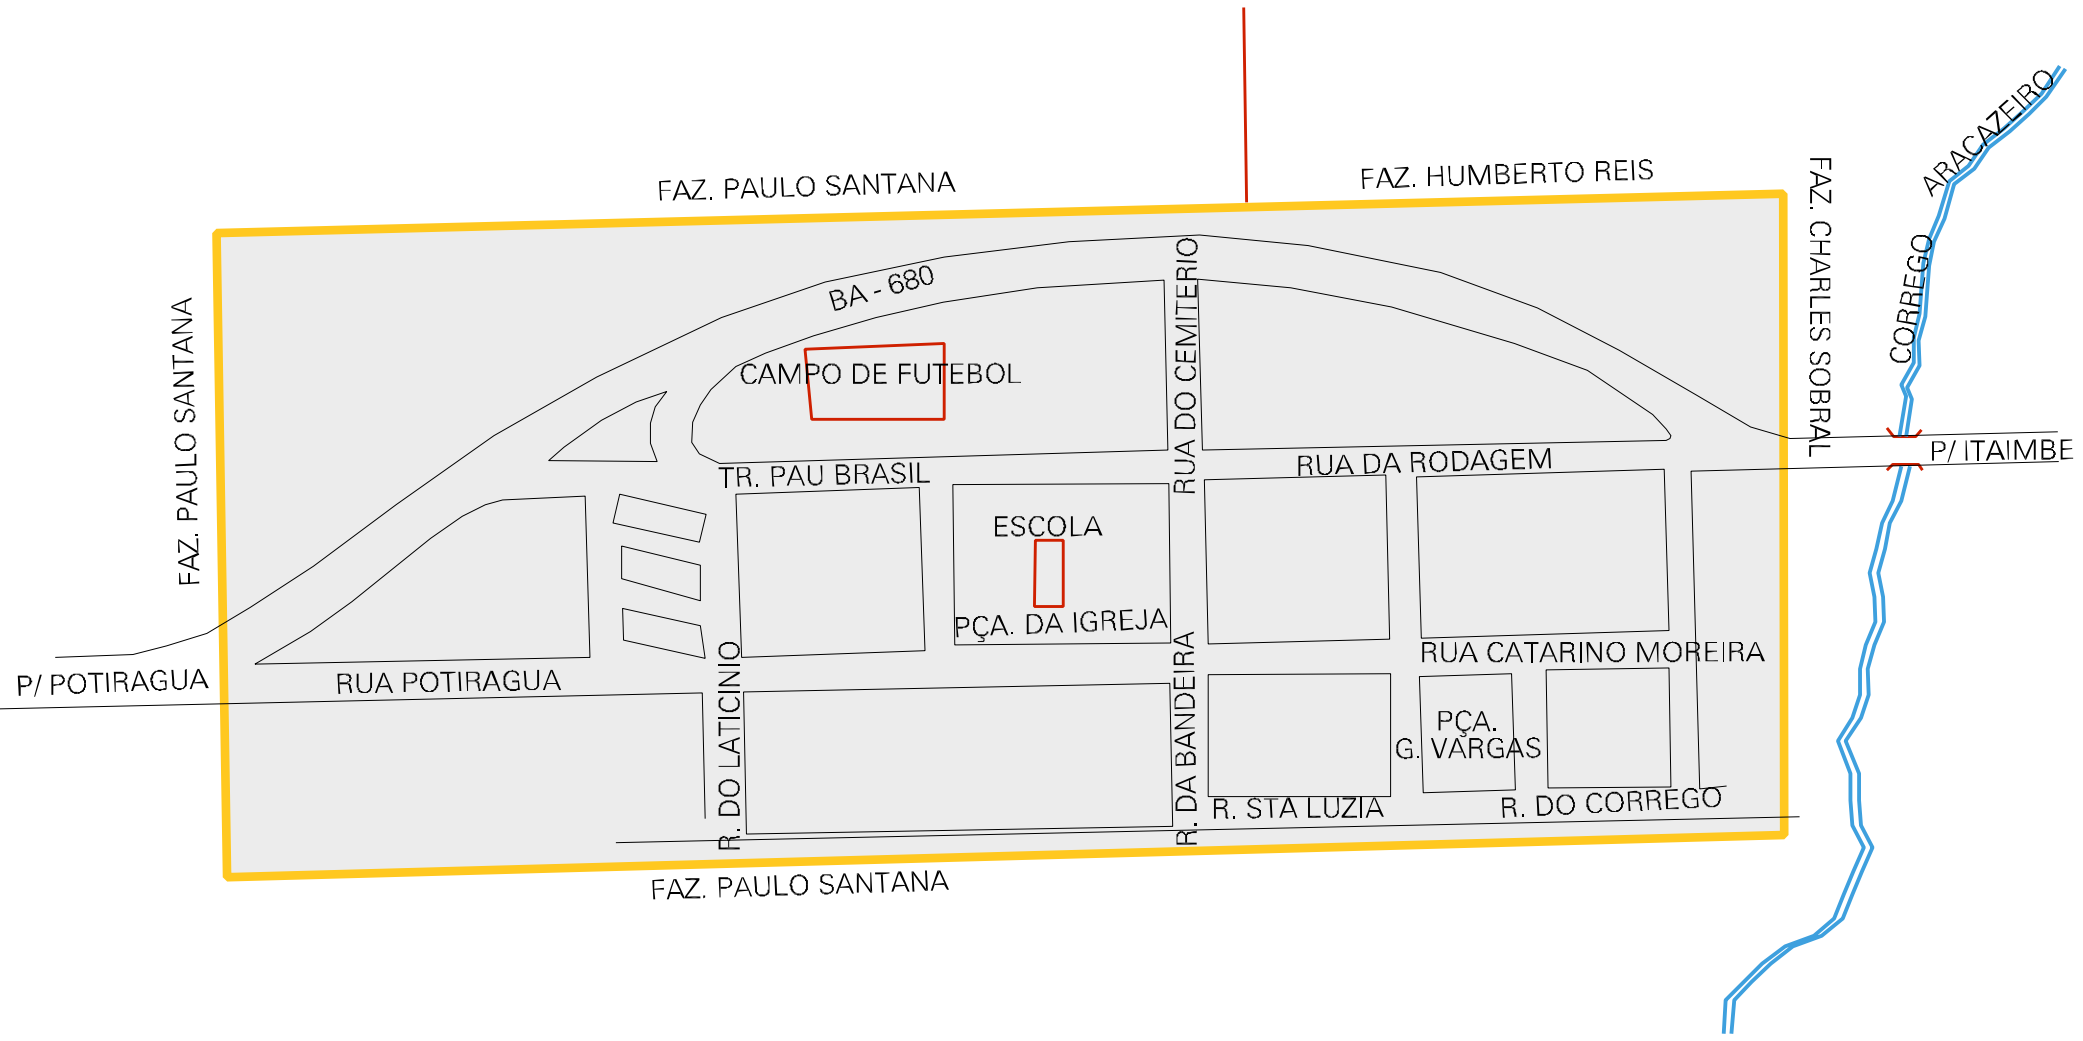 ARACAZEIRO
CORREGO
FAZ. PAULO SANTANA
FAZ. HUMBERTO REIS
FAZ. CHARLES SOBRAL
FAZ. PAULO SANTANA
BA - 680
RUA DO CEMITERIO
CAMPO DE FUTEBOL
TR. PAU BRASIL
RUA DA RODAGEM
P/ ITAIMBE
ESCOLA
PÇA. DA IGREJA
P/ POTIRAGUA
RUA POTIRAGUA
R. DO LATICINIO
R. DA BANDEIRA
RUA CATARINO MOREIRA
PÇA.
G. VARGAS
R. STA LUZIA
R. DO CORREGO
FAZ. PAULO SANTANA